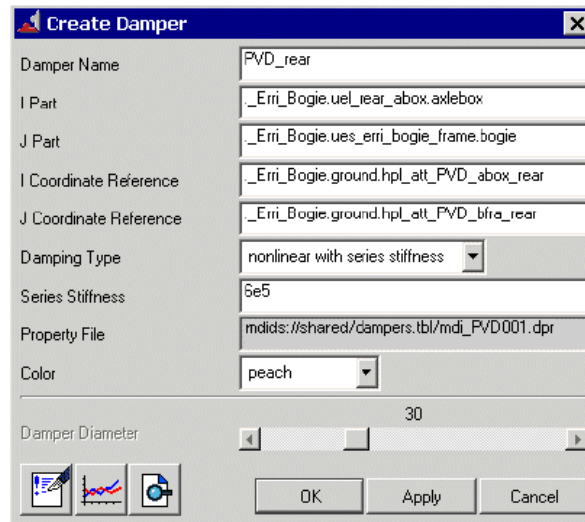 Create Damper
Damper Name PVD_rear
I Part ._Erri_Bogie.uel_rear_abox.axlebox
J Part ._Erri_Bogie.ues_erri_bogie_frame.bogie
I Coordinate Reference ._Erri_Bogie.ground.hpl_att_PVD_abox_rear
J Coordinate Reference ._Erri_Bogie.ground.hpl_att_PVD_bfra_rear
Damping Type nonlinear with series stiffness
Series Stiffness 6e5
Property File mdids://shared/dampers.tbl/mdi_PVD001.dpr
Color peach
30
Damper Diameter
OK Apply Cancel